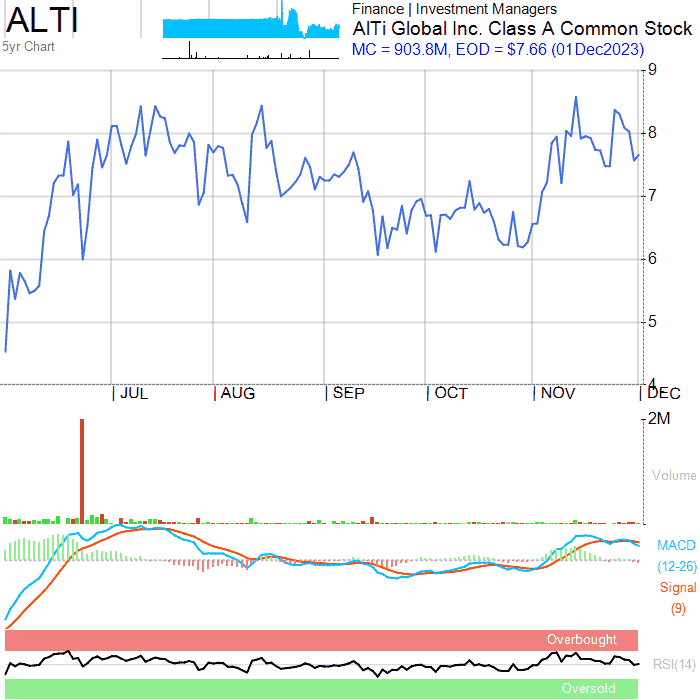 ALTI
5yr Chart
Finance | Investment Managers
AlTi Global Inc. Class A Common Stock
MC = 903.8M, EOD = $7.66 (01Dec2023)
9
8
7
6
5
4
JUL AUG SEP OCT NOV DEC
2M
Volume
MACD
(12-26)
Signal
(9)
Overbought
RSI(14)
Oversold